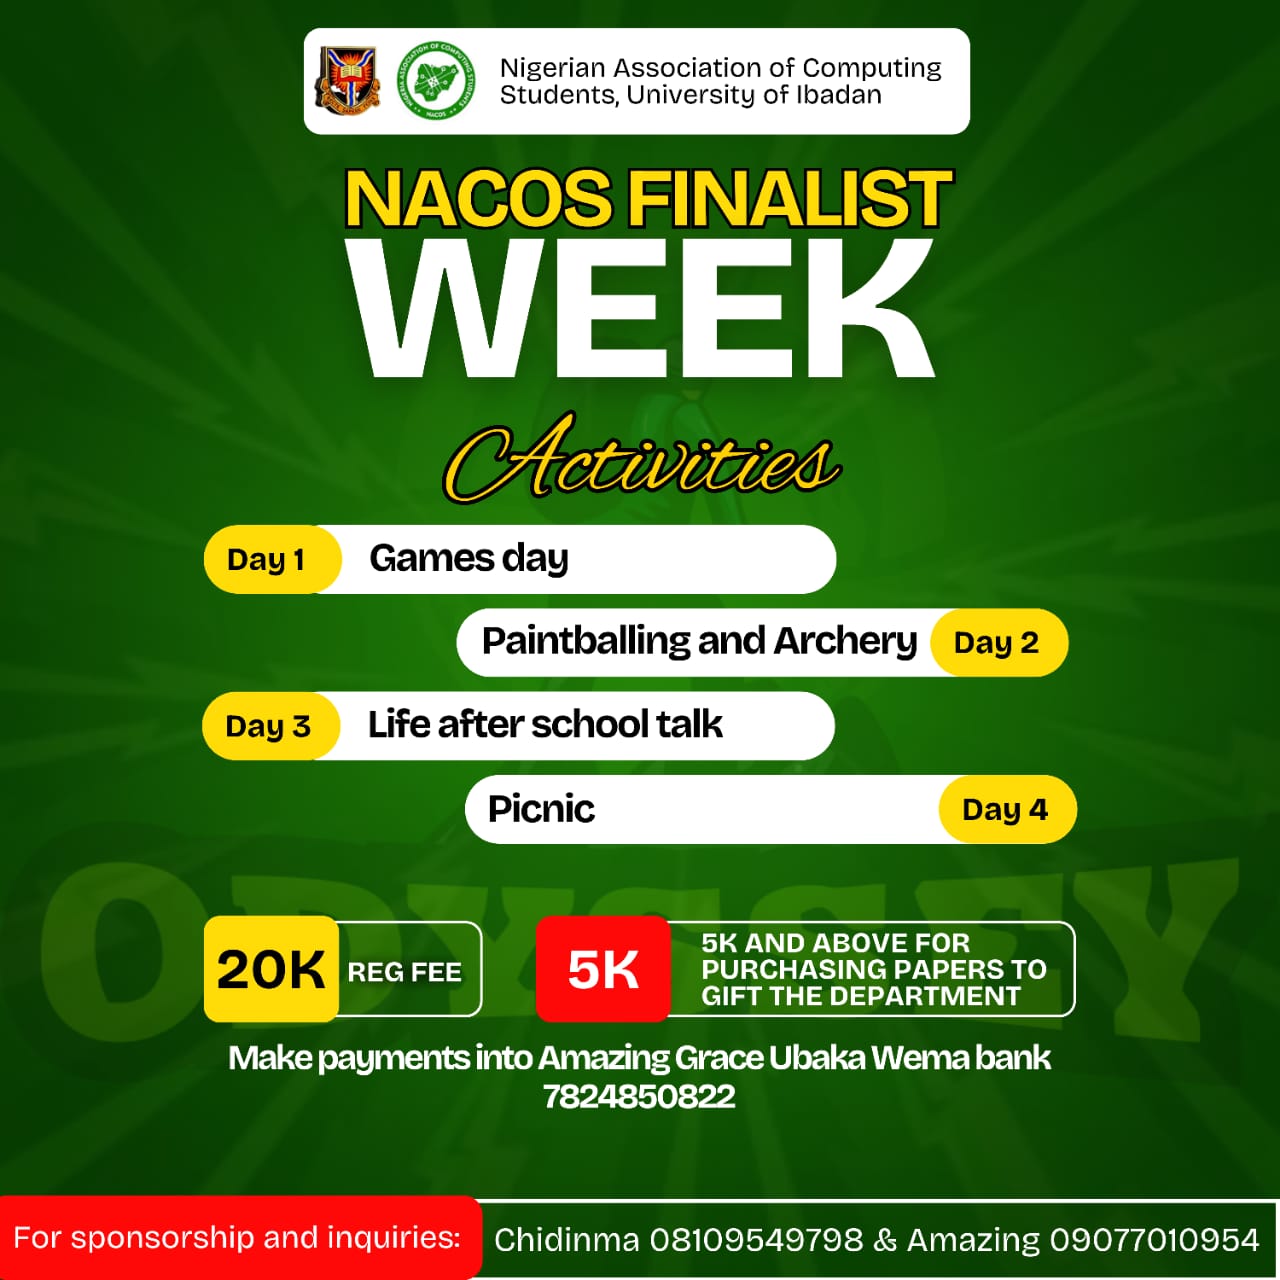 Nigerian Association of Computing
Students, University of Ibadan
NACOS FINALIST
WEEK
Activities
Day 1 Games day
Paintballing and Archery Day 2
Day 3 Life after school talk
Picnic Day 4
ODYSSEY
20K REG FEE
5K
5K AND ABOVE FOR
PURCHASING PAPERS TO
GIFT THE DEPARTMENT
Make payments into Amazing Grace Ubaka Wema bank
7824850822
For sponsorship and inquiries: Chidinma 08109549798 & Amazing 09077010954